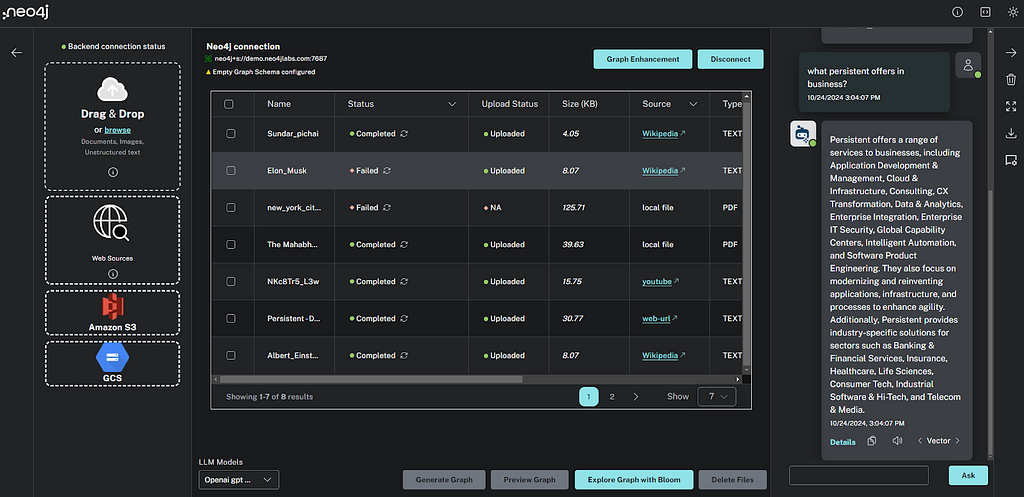 :neo4j
Backend connection status
Drag & Drop
or browse
Documents, Images,
Unstructured text
Web Sources
Amazon S3
GCS
Neo4j connection
neo4j+s://demo.neo4jlabs.com:7687
Empty Graph Schema configured
Graph Enhancement
Disconnect
Name Status Upload Status Size (KB) Source Type
Sundar_pichai Completed Uploaded 4.05 Wikipedia TEXT
Elon_Musk Failed Uploaded 8.07 Wikipedia TEXT
new_york_cit... Failed NA 125.71 local file PDF
The Mahabh... Completed Uploaded 39.63 local file PDF
NKc8Tr5_L3w Completed Uploaded 15.75 youtube TEXT
Persistent-D... Completed Uploaded 30.77 web-url TEXT
Albert_Einst... Completed Uploaded 8.07 Wikipedia TEXT
Showing 1-7 of 8 results
1 2 Show 7
LLM Models
Openai gpt ...
Generate Graph
Preview Graph
Explore Graph with Bloom
Delete Files
what persistent offers in
business?
10/24/2024 3:04:07 PM
Persistent offers a range of
services to businesses, including
Application Development &
Management, Cloud &
Infrastructure, Consulting, CX
Transformation, Data & Analytics,
Enterprise Integration, Enterprise
IT Security, Global Capability
Centers, Intelligent Automation,
and Software Product
Engineering. They also focus on
modernizing and reinventing
applications, infrastructure, and
processes to enhance agility.
Additionally, Persistent provides
industry-specific solutions for
sectors such as Banking &
Financial Services, Insurance,
Healthcare, Life Sciences,
Consumer Tech, Industrial
Software & Hi-Tech, and Telecom
& Media.
10/24/2024, 3:04:07 PM
Details Vector
Ask